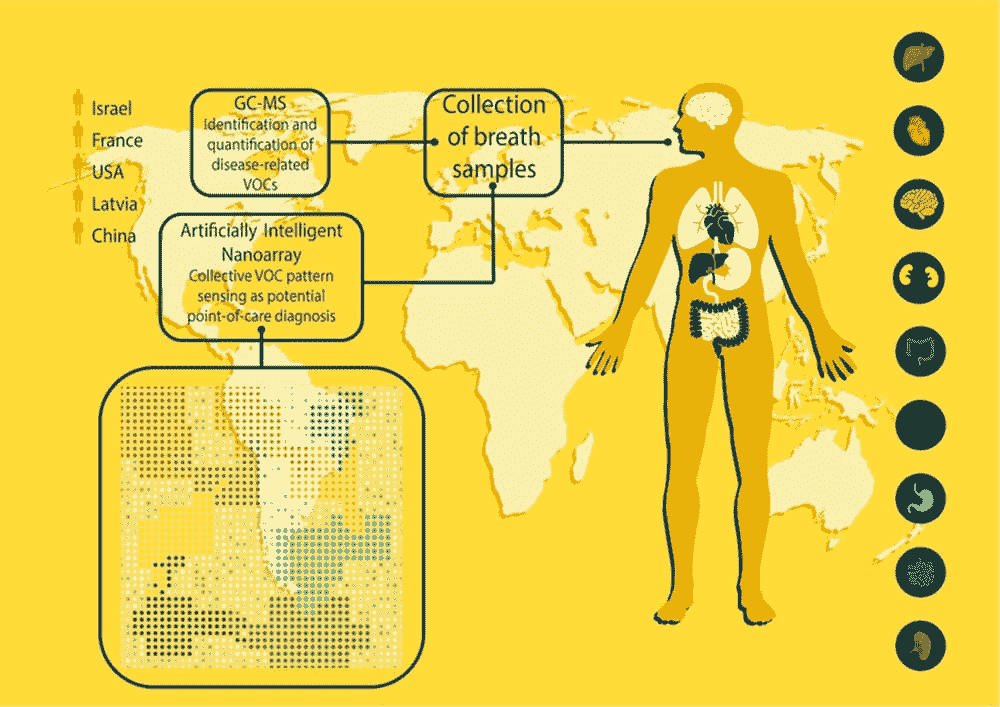 Israel
France
USA
Latvia
China
GC-MS
Identification and
quantification of
disease-related
VOCs
Collection
of breath
samples
Artificially Intelligent
Nanoarray
Collective VOC pattern
sensing as potential
point-of-care diagnosis